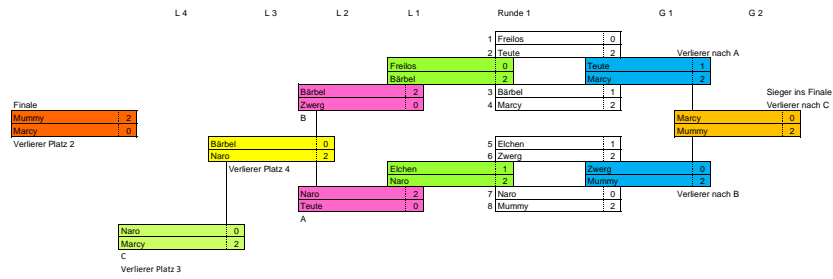 L 4 L 3 L 2 L 1 Runde 1 G 1 G 2
1 Freilos 0
2 Teute 2 Verlierer nach A
Freilos 0 Teute 1
Bärbel 2 Marcy 2
Bärbel 2 3 Bärbel 1 Sieger ins Finale
Finale Zwerg 0 4 Marcy 2 Verlierer nach C
Mummy 2 B Marcy 0
Marcy 0 Mummy 2
Verlierer Platz 2 Bärbel 0 5 Elchen 1
Naro 2 6 Zwerg 2
Verlierer Platz 4 Elchen 1 Zwerg 0
Naro 2 Mummy 2
Naro 2 7 Naro 0 Verlierer nach B
Teute 0 8 Mummy 2
A
Naro 0
Marcy 2
C
Verlierer Platz 3